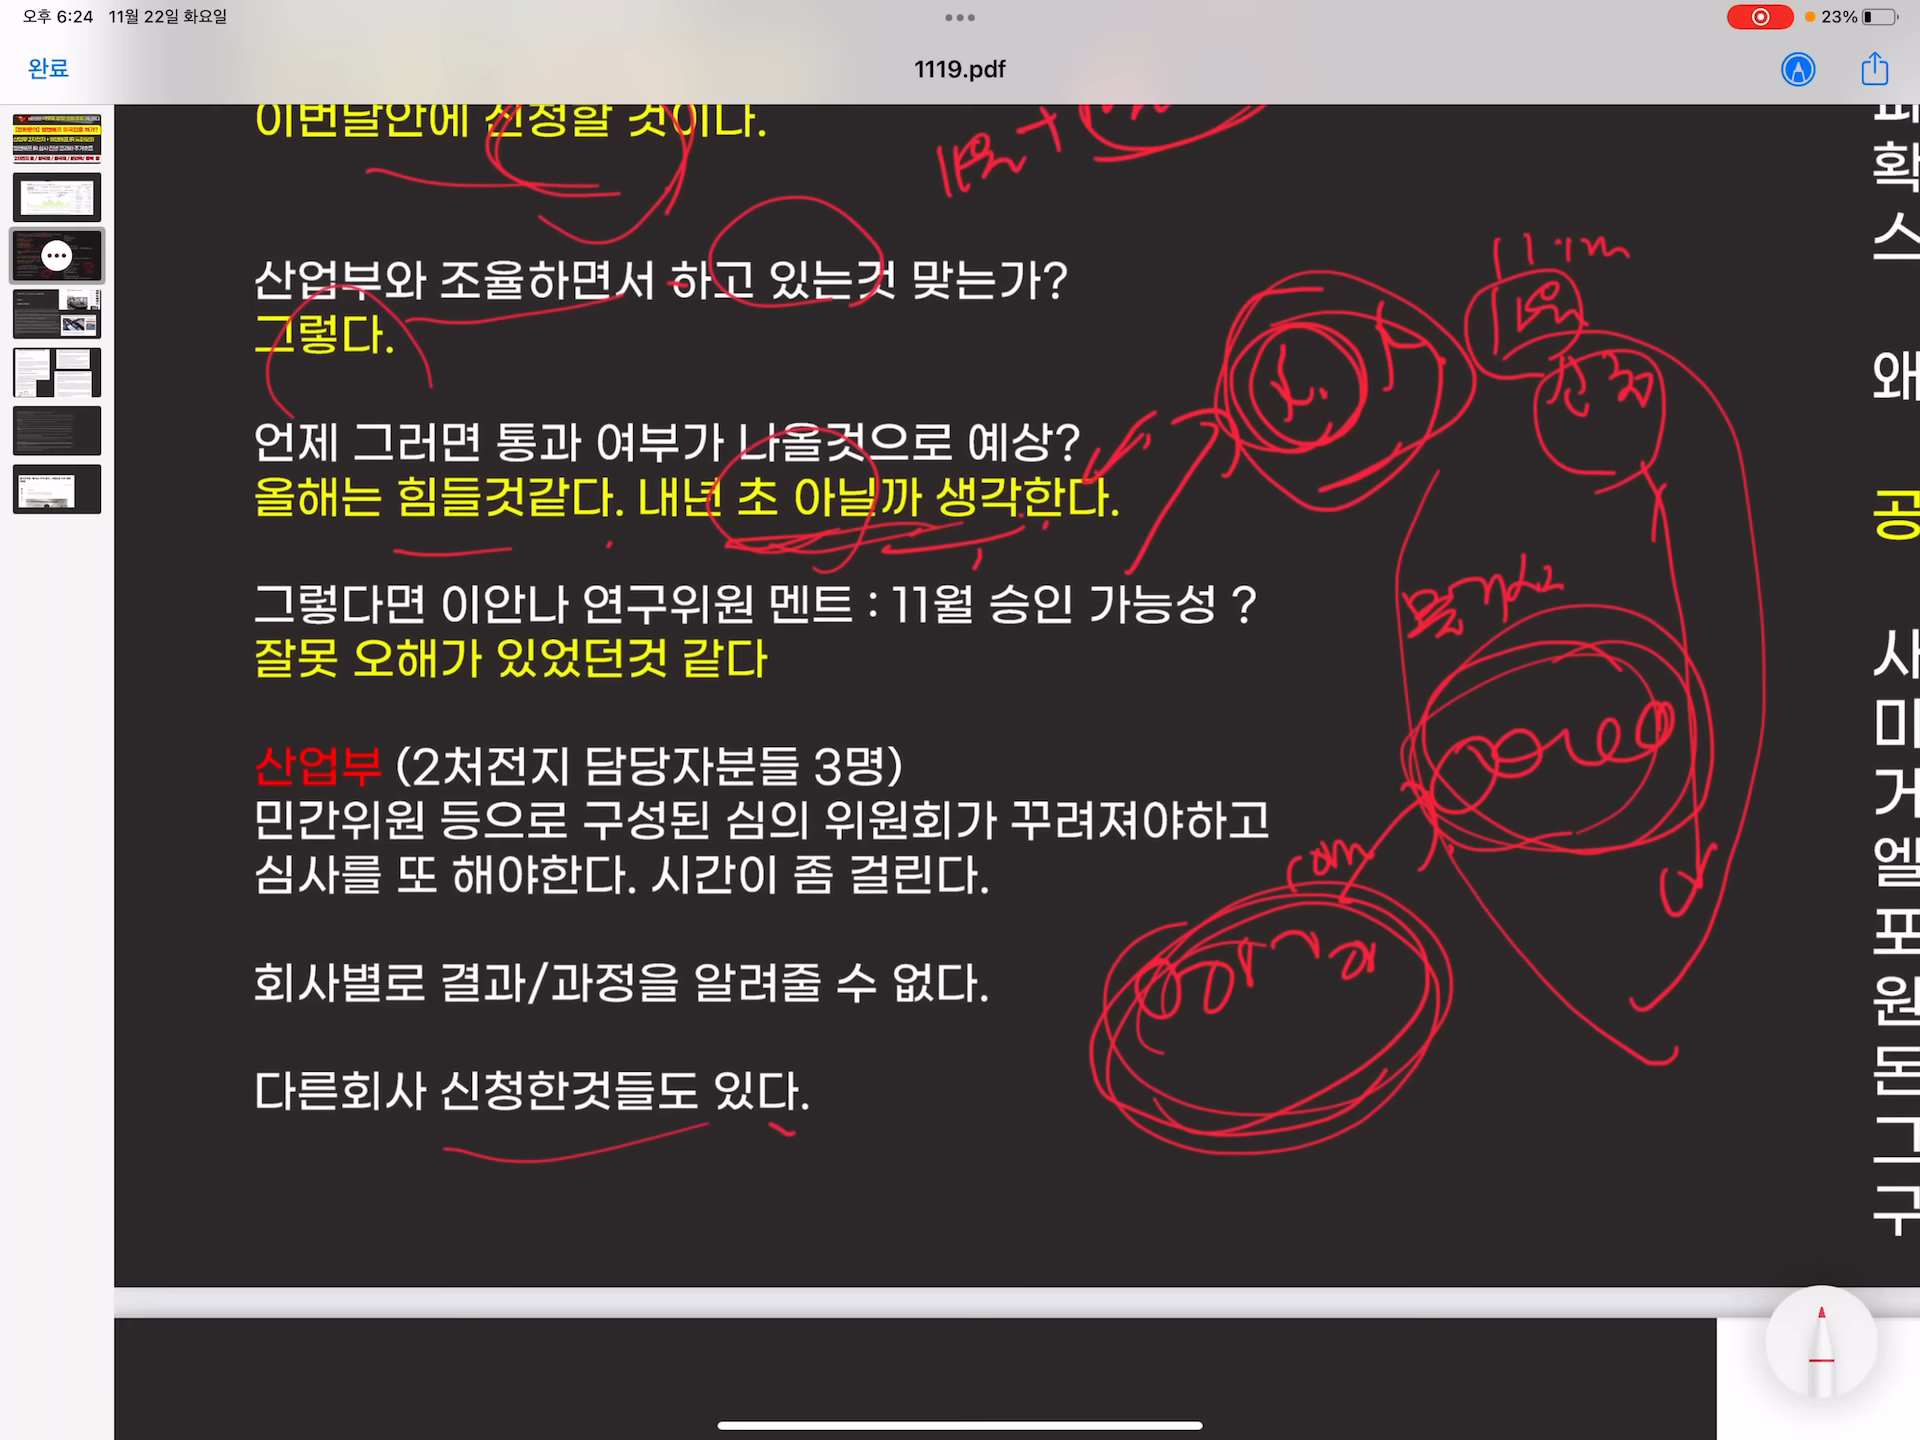 오후 6:24 11월 22일 화요일
23%
완료
1119.pdf
이번달안에 선정할 것이다.
산업부와 조율하면서 하고 있는것 맞는가?
그렇다.
언제 그러면 통과 여부가 나올것으로 예상?
올해는 힘들것같다. 내년 초 아닐까 생각한다.
그렇다면 이안나 연구위원 멘트 : 11월 승인 가능성 ?
잘못 오해가 있었던것 같다
산업부 (2처전지 담당자분들 3명)
민간위원 등으로 구성된 심의 위원회가 꾸려져야하고
심사를 또 해야한다. 시간이 좀 걸린다.
회사별로 결과/과정을 알려줄 수 없다.
다른회사 신청한것들도 있다.
확
스
왜
공
사
미
거
엘
포
원
돈
그
구